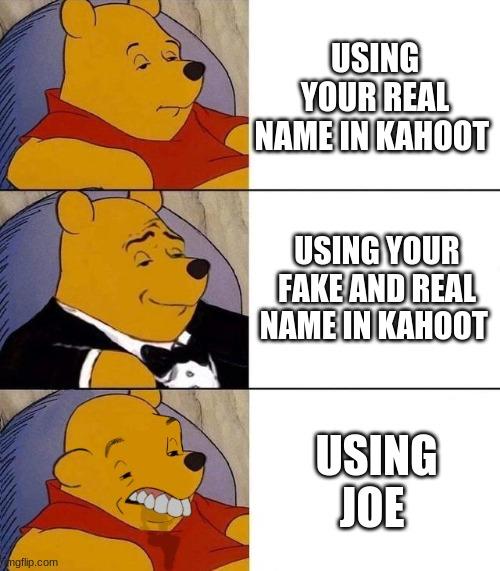 USING
YOUR REAL
NAME IN KAHOOT
USING YOUR
FAKE AND REAL
NAME IN KAHOOT
USING
JOE
imgflip.com